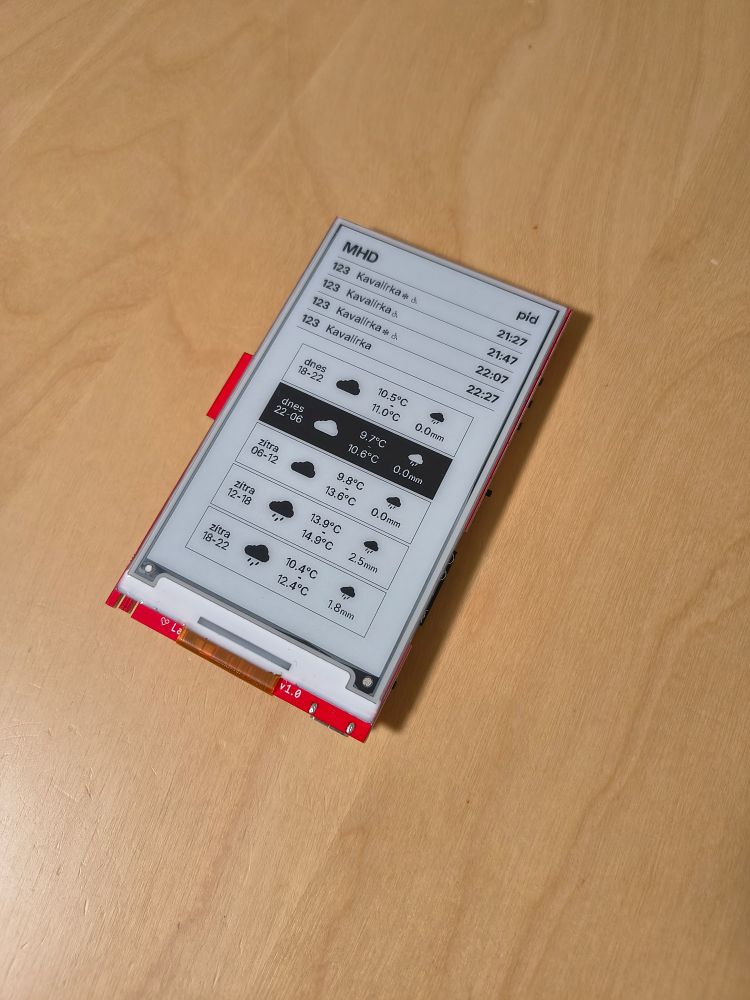 MHD
pid
123 Kavalírka❄♿ 21:27
123 Kavalírka♿ 21:47
123 Kavalírka❄♿ 22:07
123 Kavalírka 22:27
dnes
18-22
10.5°C
-
11.0°C
0.0mm
dnes
22-06
9.7°C
-
10.6°C
0.0mm
zítra
06-12
9.8°C
-
13.6°C
0.0mm
zítra
12-18
13.9°C
-
14.9°C
2.5mm
zítra
18-22
10.4°C
-
12.4°C
1.8mm
v1.0